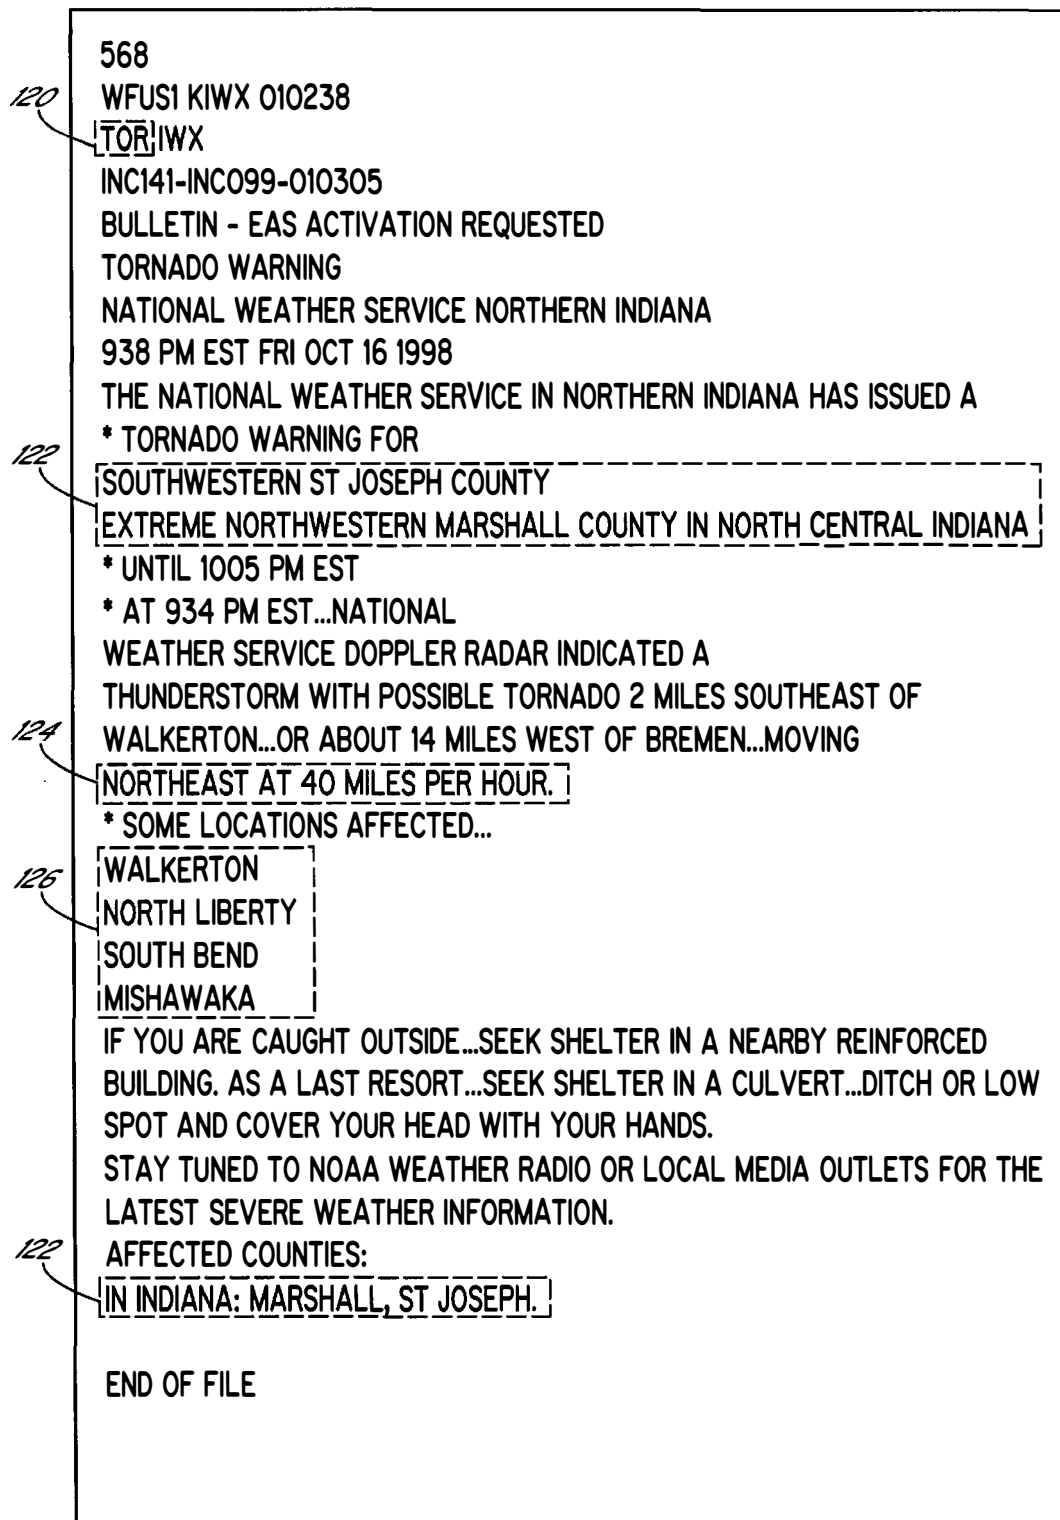 568
120 WFUS1 KIWX 010238
TORIWX
INC141-INC099-010305
BULLETIN - EAS ACTIVATION REQUESTED
TORNADO WARNING
NATIONAL WEATHER SERVICE NORTHERN INDIANA
938 PM EST FRI OCT 16 1998
THE NATIONAL WEATHER SERVICE IN NORTHERN INDIANA HAS ISSUED A
* TORNADO WARNING FOR
122
SOUTHWESTERN ST JOSEPH COUNTY
EXTREME NORTHWESTERN MARSHALL COUNTY IN NORTH CENTRAL INDIANA
* UNTIL 1005 PM EST
* AT 934 PM EST...NATIONAL
WEATHER SERVICE DOPPLER RADAR INDICATED A
THUNDERSTORM WITH POSSIBLE TORNADO 2 MILES SOUTHEAST OF
124 WALKERTON...OR ABOUT 14 MILES WEST OF BREMEN...MOVING
NORTHEAST AT 40 MILES PER HOUR.
* SOME LOCATIONS AFFECTED...
126 WALKERTON
NORTH LIBERTY
SOUTH BEND
MISHAWAKA
IF YOU ARE CAUGHT OUTSIDE...SEEK SHELTER IN A NEARBY REINFORCED
BUILDING. AS A LAST RESORT...SEEK SHELTER IN A CULVERT...DITCH OR LOW
SPOT AND COVER YOUR HEAD WITH YOUR HANDS.
STAY TUNED TO NOAA WEATHER RADIO OR LOCAL MEDIA OUTLETS FOR THE
LATEST SEVERE WEATHER INFORMATION.
122 AFFECTED COUNTIES:
IN INDIANA: MARSHALL, ST JOSEPH.
END OF FILE